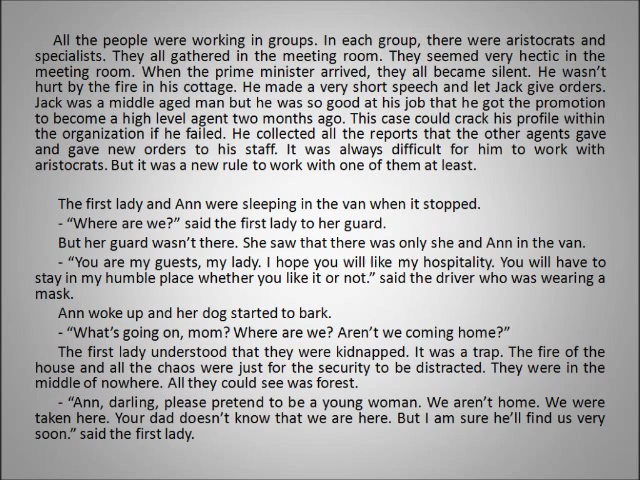 All the people were working in groups. In each group, there were aristocrats and
specialists. They all gathered in the meeting room. They seemed very hectic in the
meeting room. When the prime minister arrived, they all became silent. He wasn't
hurt by the fire in his cottage. He made a very short speech and let Jack give orders.
Jack was a middle aged man but he was so good at his job that he got the promotion
to become a high level agent two months ago. This case could crack his profile within
the organization if he failed. He collected all the reports that the other agents gave
and gave new orders to his staff. It was always difficult for him to work with
aristocrats. But it was a new rule to work with one of them at least.
The first lady and Ann were sleeping in the van when it stopped.
- “Where are we?” said the first lady to her guard.
But her guard wasn't there. She saw that there was only she and Ann in the van.
- “You are my guests, my lady. I hope you will like my hospitality. You will have to
stay in my humble place whether you like it or not.” said the driver who was wearing a
mask.
Ann woke up and her dog started to bark.
- “What's going on, mom? Where are we? Aren't we coming home?”
The first lady understood that they were kidnapped. It was a trap. The fire of the
house and all the chaos were just for the security to be distracted. They were in the
middle of nowhere. All they could see was forest.
- “Ann, darling, please pretend to be a young woman. We aren't home. We were
taken here. Your dad doesn't know that we are here. But I am sure he'll find us very
soon.” said the first lady.